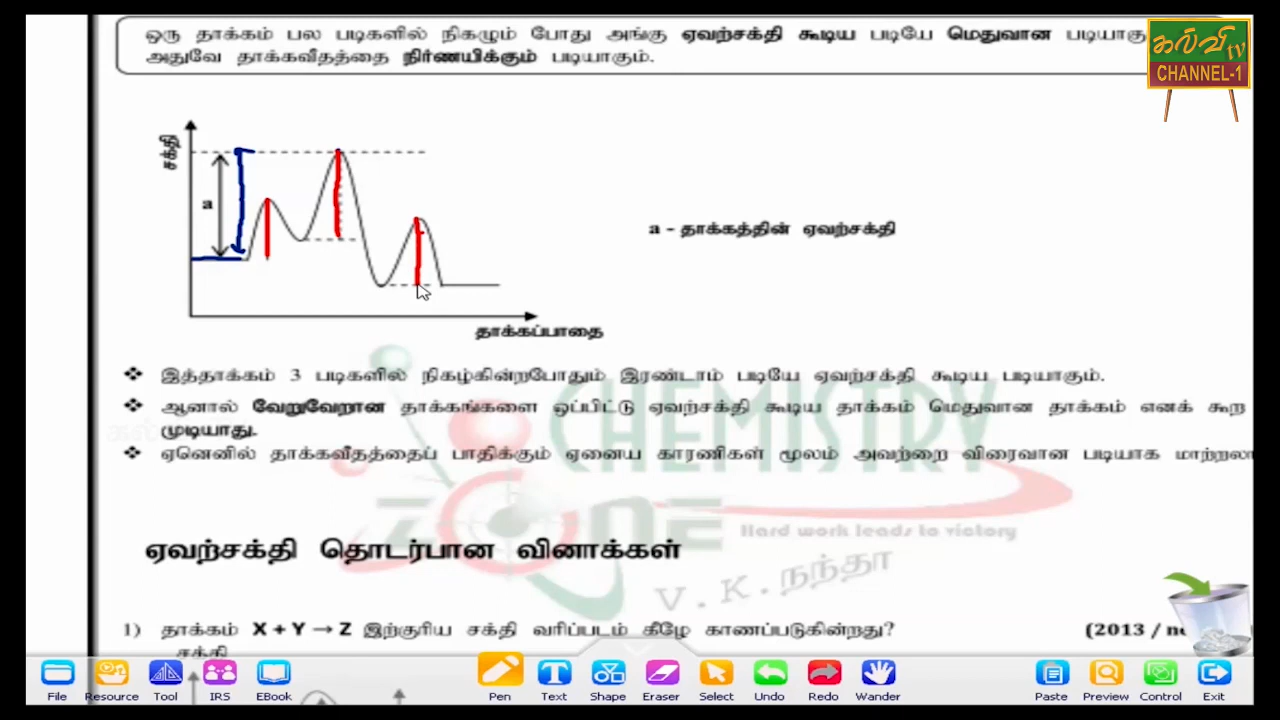 ஒரு தாக்கம் பல படிகளில் நிகழும் போது அங்கு ஏவற்சக்தி கூடிய படியே மெதுவான
அதுவே தாக்கவீதத்தை நிர்ணயிக்கும் படியாகும்.
கல்வி tv
CHANNEL-1
சக்தி
a
a - தாக்கத்தின் ஏவற்சக்தி
தாக்கப்பாதை
❖ இத்தாக்கம் 3 படிகளில் நிகழ்கின்றபோதும் இரண்டாம் படியே ஏவற்சக்தி கூடிய படியாகும்.
❖ ஆனால் வேறுவேறான தாக்கங்களை ஒப்பிட்டு ஏவற்சக்தி கூடிய தாக்கம் மெதுவான தாக்கம் எனக் கூற
முடியாது.
❖ ஏனெனில் தாக்கவீதத்தைப் பாதிக்கும் ஏனைய காரணிகள் மூலம் அவற்றை விரைவான படியாக
CHEMISTRY
ZONE
Hard work leads to victory
ஏவற்சக்தி தொடர்பான வினாக்கள்
V.K.நந்தா
1) தாக்கம் X + Y → Z இற்குரிய சக்தி வரிப்படம் கீழே காணப்படுகின்றது? (2013 /
சக்தி
File Resource Tool IRS EBook Pen Text Shape Eraser Select Undo Redo Wander Paste Preview Control Exit